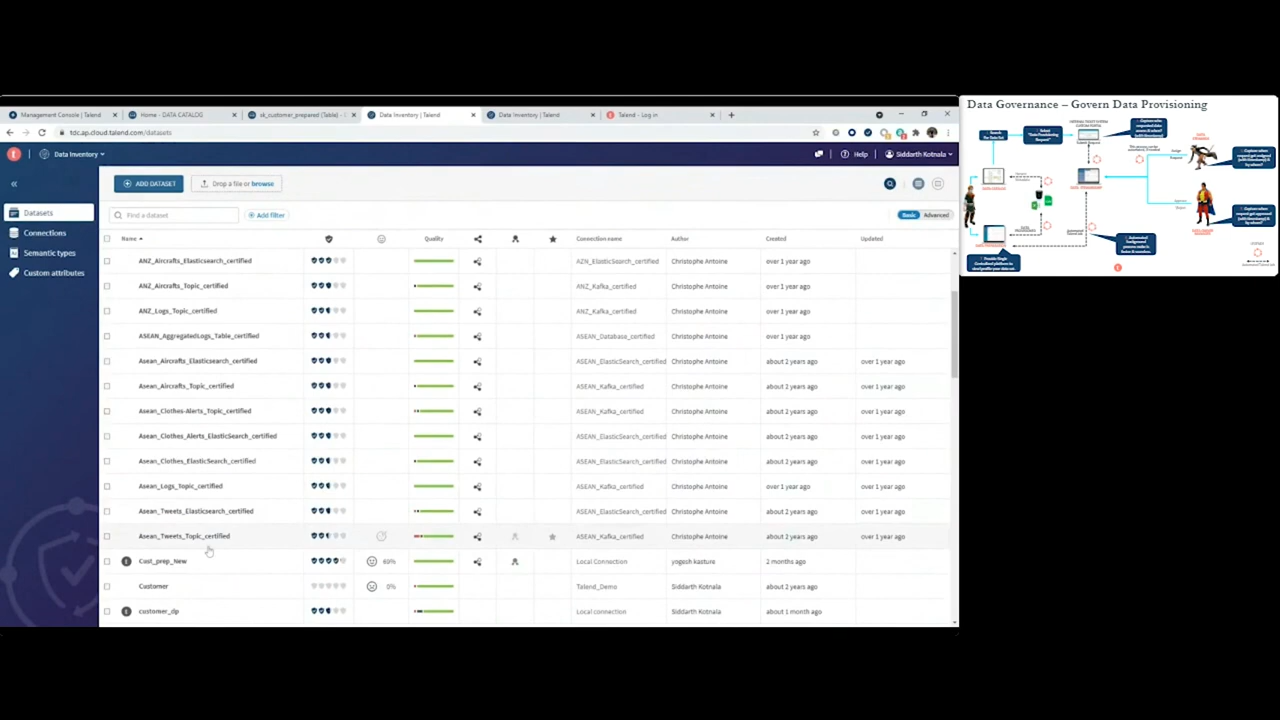 Management Console | Talend
Home - DATA CATALOG
sk_customer_prepared (Table) - C
Data Inventory | Talend
Data Inventory | Talend
Talend - Log in
tdc.ap.cloud.talend.com/datasets
Data Inventory
Help
Siddarth Kotnala
Datasets
Connections
Semantic types
Custom attributes
ADD DATASET
Drop a file or browse
Find a dataset
Add filter
Basic
Advanced
Name
Quality
Connection name
Author
Created
Updated
ANZ_Aircrafts_Elasticsearch_certified AZN_ElasticSearch_certified Christophe Antoine over 1 year ago
ANZ_Aircrafts_Topic_certified ANZ_Kafka_certified Christophe Antoine over 1 year ago
ANZ_Logs_Topic_certified ANZ_Kafka_certified Christophe Antoine over 1 year ago
ASEAN_AggregatedLogs_Table_certified ASEAN_Database_certified Christophe Antoine over 1 year ago
Asean_Aircrafts_Elasticsearch_certified ASEAN_ElasticSearch_certified Christophe Antoine about 2 years ago over 1 year ago
Asean_Aircrafts_Topic_certified ASEAN_Kafka_certified Christophe Antoine about 2 years ago over 1 year ago
Asean_Clothes-Alerts_Topic_certified ASEAN_Kafka_certified Christophe Antoine about 2 years ago over 1 year ago
Asean_Clothes_Alerts_ElasticSearch_certified ASEAN_ElasticSearch_certified Christophe Antoine about 2 years ago over 1 year ago
Asean_Clothes_ElasticSearch_certified ASEAN_ElasticSearch_certified Christophe Antoine about 2 years ago over 1 year ago
Asean_Logs_Topic_certified ASEAN_Kafka_certified Christophe Antoine over 1 year ago over 1 year ago
Asean_Tweets_Elasticsearch_certified ASEAN_ElasticSearch_certified Christophe Antoine about 2 years ago over 1 year ago
Asean_Tweets_Topic_certified ASEAN_Kafka_certified Christophe Antoine about 2 years ago over 1 year ago
Cust_prep_New 69% Local Connection yogesh kasture 2 months ago
Customer 0% Talend_Demo Siddarth Kotnala about 2 years ago
customer_dp Local connection Siddarth Kotnala about 1 month ago
Data Governance – Govern Data Provisioning